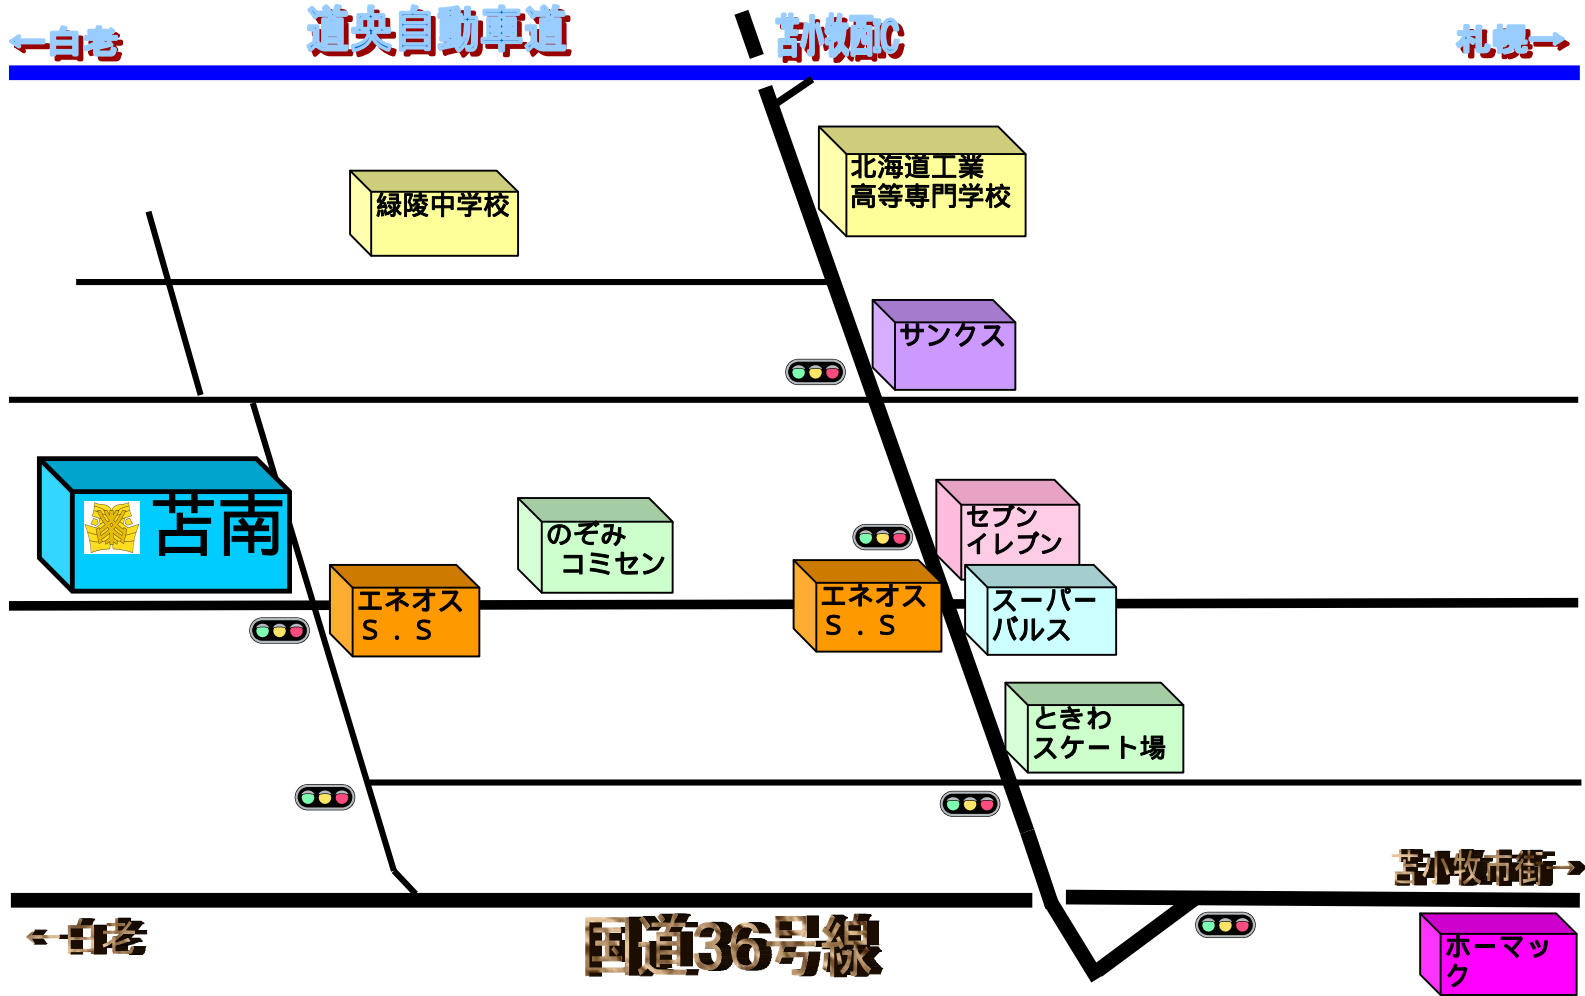 ←白老
道央自動車道
苫小牧西IC
札幌→
北海道工業
高等専門学校
緑陵中学校
サンクス
苫南
のぞみ
コミセン
セブン
イレブン
エネオス
S.S
エネオス
S.S
スーパー
バルス
ときわ
スケート場
苫小牧市街→
←白老
国道36号線
ホーマッ
ク